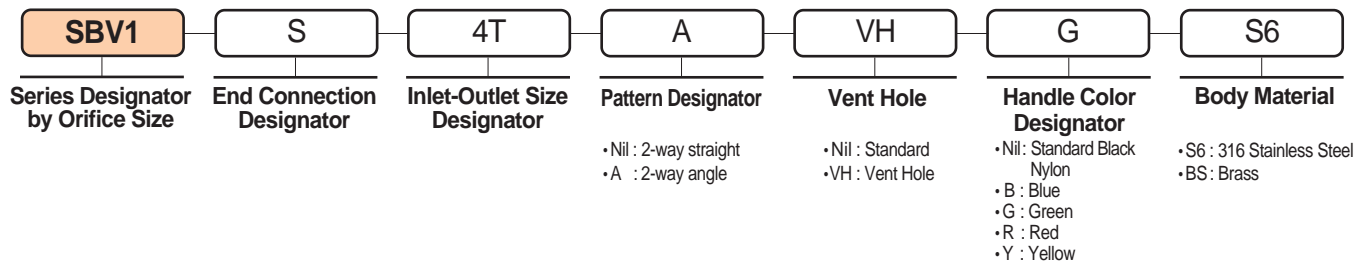 SBV1 S 4T A VH G S6
Series Designator by Orifice Size
End Connection Designator
Inlet-Outlet Size Designator
Pattern Designator
• Nil : 2-way straight
• A : 2-way angle
Vent Hole
• Nil : Standard
• VH : Vent Hole
Handle Color Designator
• Nil : Standard Black
Nylon
• B : Blue
• G : Green
• R : Red
• Y : Yellow
Body Material
• S6 : 316 Stainless Steel
• BS : Brass